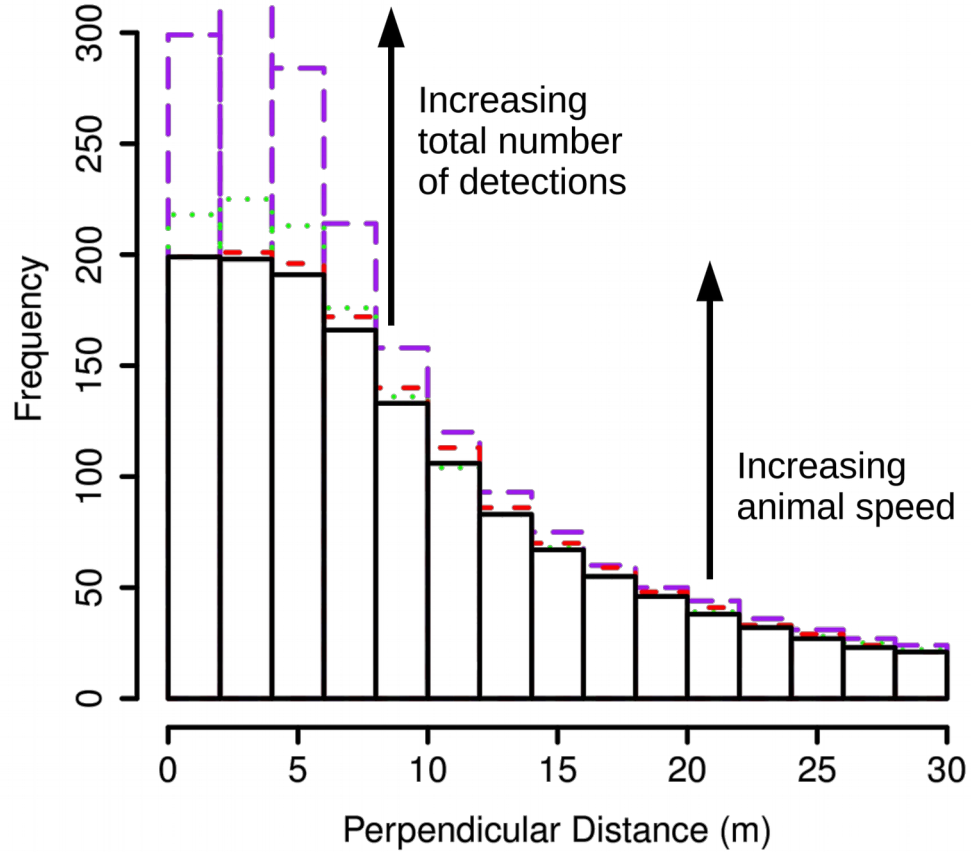 300
250
200
150
100
50
0
Frequency
Increasing
total number
of detections
Increasing
animal speed
0 5 10 15 20 25 30
Perpendicular Distance (m)